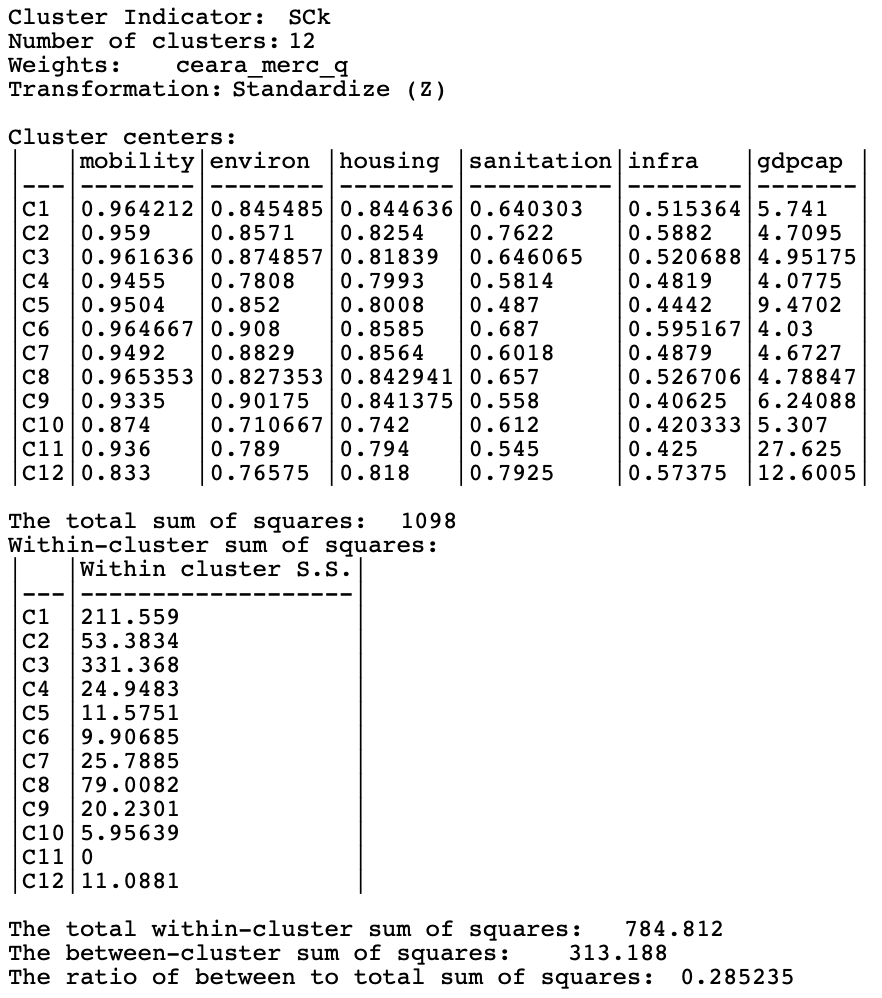 Cluster Indicator: SCk
Number of clusters: 12
Weights: ceara_merc_q
Transformation: Standardize (Z)
Cluster centers:
| |mobility|environ |housing |sanitation|infra |gdpcap |
|---|--------|--------|--------|----------|--------|-------|
|C1 |0.964212|0.845485|0.844636|0.640303 |0.515364|5.741 |
|C2 |0.959 |0.8571 |0.8254 |0.7622 |0.5882 |4.7095 |
|C3 |0.961636|0.874857|0.81839 |0.646065 |0.520688|4.95175|
|C4 |0.9455 |0.7808 |0.7993 |0.5814 |0.4819 |4.0775 |
|C5 |0.9504 |0.852 |0.8008 |0.487 |0.4442 |9.4702 |
|C6 |0.964667|0.908 |0.8585 |0.687 |0.595167|4.03 |
|C7 |0.9492 |0.8829 |0.8564 |0.6018 |0.4879 |4.6727 |
|C8 |0.965353|0.827353|0.842941|0.657 |0.526706|4.78847|
|C9 |0.9335 |0.90175 |0.841375|0.558 |0.40625 |6.24088|
|C10|0.874 |0.710667|0.742 |0.612 |0.420333|5.307 |
|C11|0.936 |0.789 |0.794 |0.545 |0.425 |27.625 |
|C12|0.833 |0.76575 |0.818 |0.7925 |0.57375 |12.6005|
The total sum of squares: 1098
Within-cluster sum of squares:
| |Within cluster S.S.|
|---|-------------------|
|C1 |211.559 |
|C2 |53.3834 |
|C3 |331.368 |
|C4 |24.9483 |
|C5 |11.5751 |
|C6 |9.90685 |
|C7 |25.7885 |
|C8 |79.0082 |
|C9 |20.2301 |
|C10|5.95639 |
|C11|0 |
|C12|11.0881 |
The total within-cluster sum of squares: 784.812
The between-cluster sum of squares: 313.188
The ratio of between to total sum of squares: 0.285235